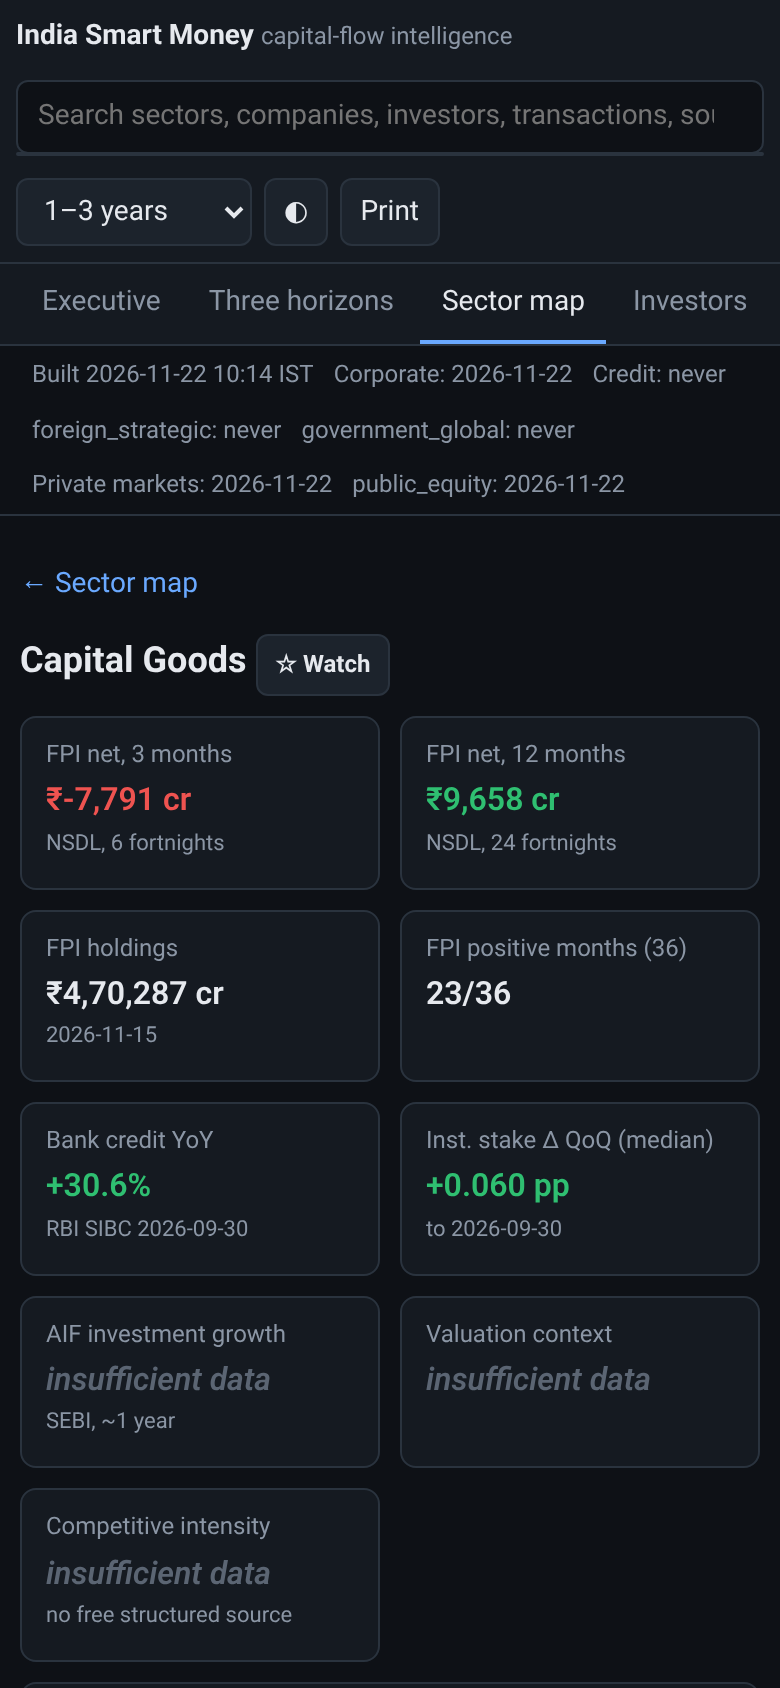 India Smart Money capital-flow intelligence
Search sectors, companies, investors, transactions,
1–3 years ◐ Print
Executive Three horizons Sector map Investors
Built 2026-11-22 10:14 IST Corporate: 2026-11-22 Credit: never
foreign_strategic: never government_global: never
Private markets: 2026-11-22 public_equity: 2026-11-22
← Sector map
Capital Goods ☆ Watch
FPI net, 3 months
₹-7,791 cr
NSDL, 6 fortnights
FPI net, 12 months
₹9,658 cr
NSDL, 24 fortnights
FPI holdings
₹4,70,287 cr
2026-11-15
FPI positive months (36)
23/36
Bank credit YoY
+30.6%
RBI SIBC 2026-09-30
Inst. stake Δ QoQ (median)
+0.060 pp
to 2026-09-30
AIF investment growth
insufficient data
SEBI, ~1 year
Valuation context
insufficient data
Competitive intensity
insufficient data
no free structured source